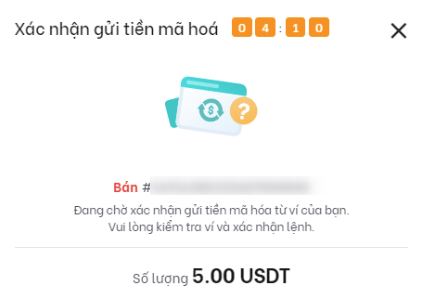 Xác nhận gửi tiền mã hoá 04:10
Bán #
Đang chờ xác nhận gửi tiền mã hóa từ ví của bạn.
Vui lòng kiểm tra ví và xác nhận lệnh.
Số lượng 5.00 USDT